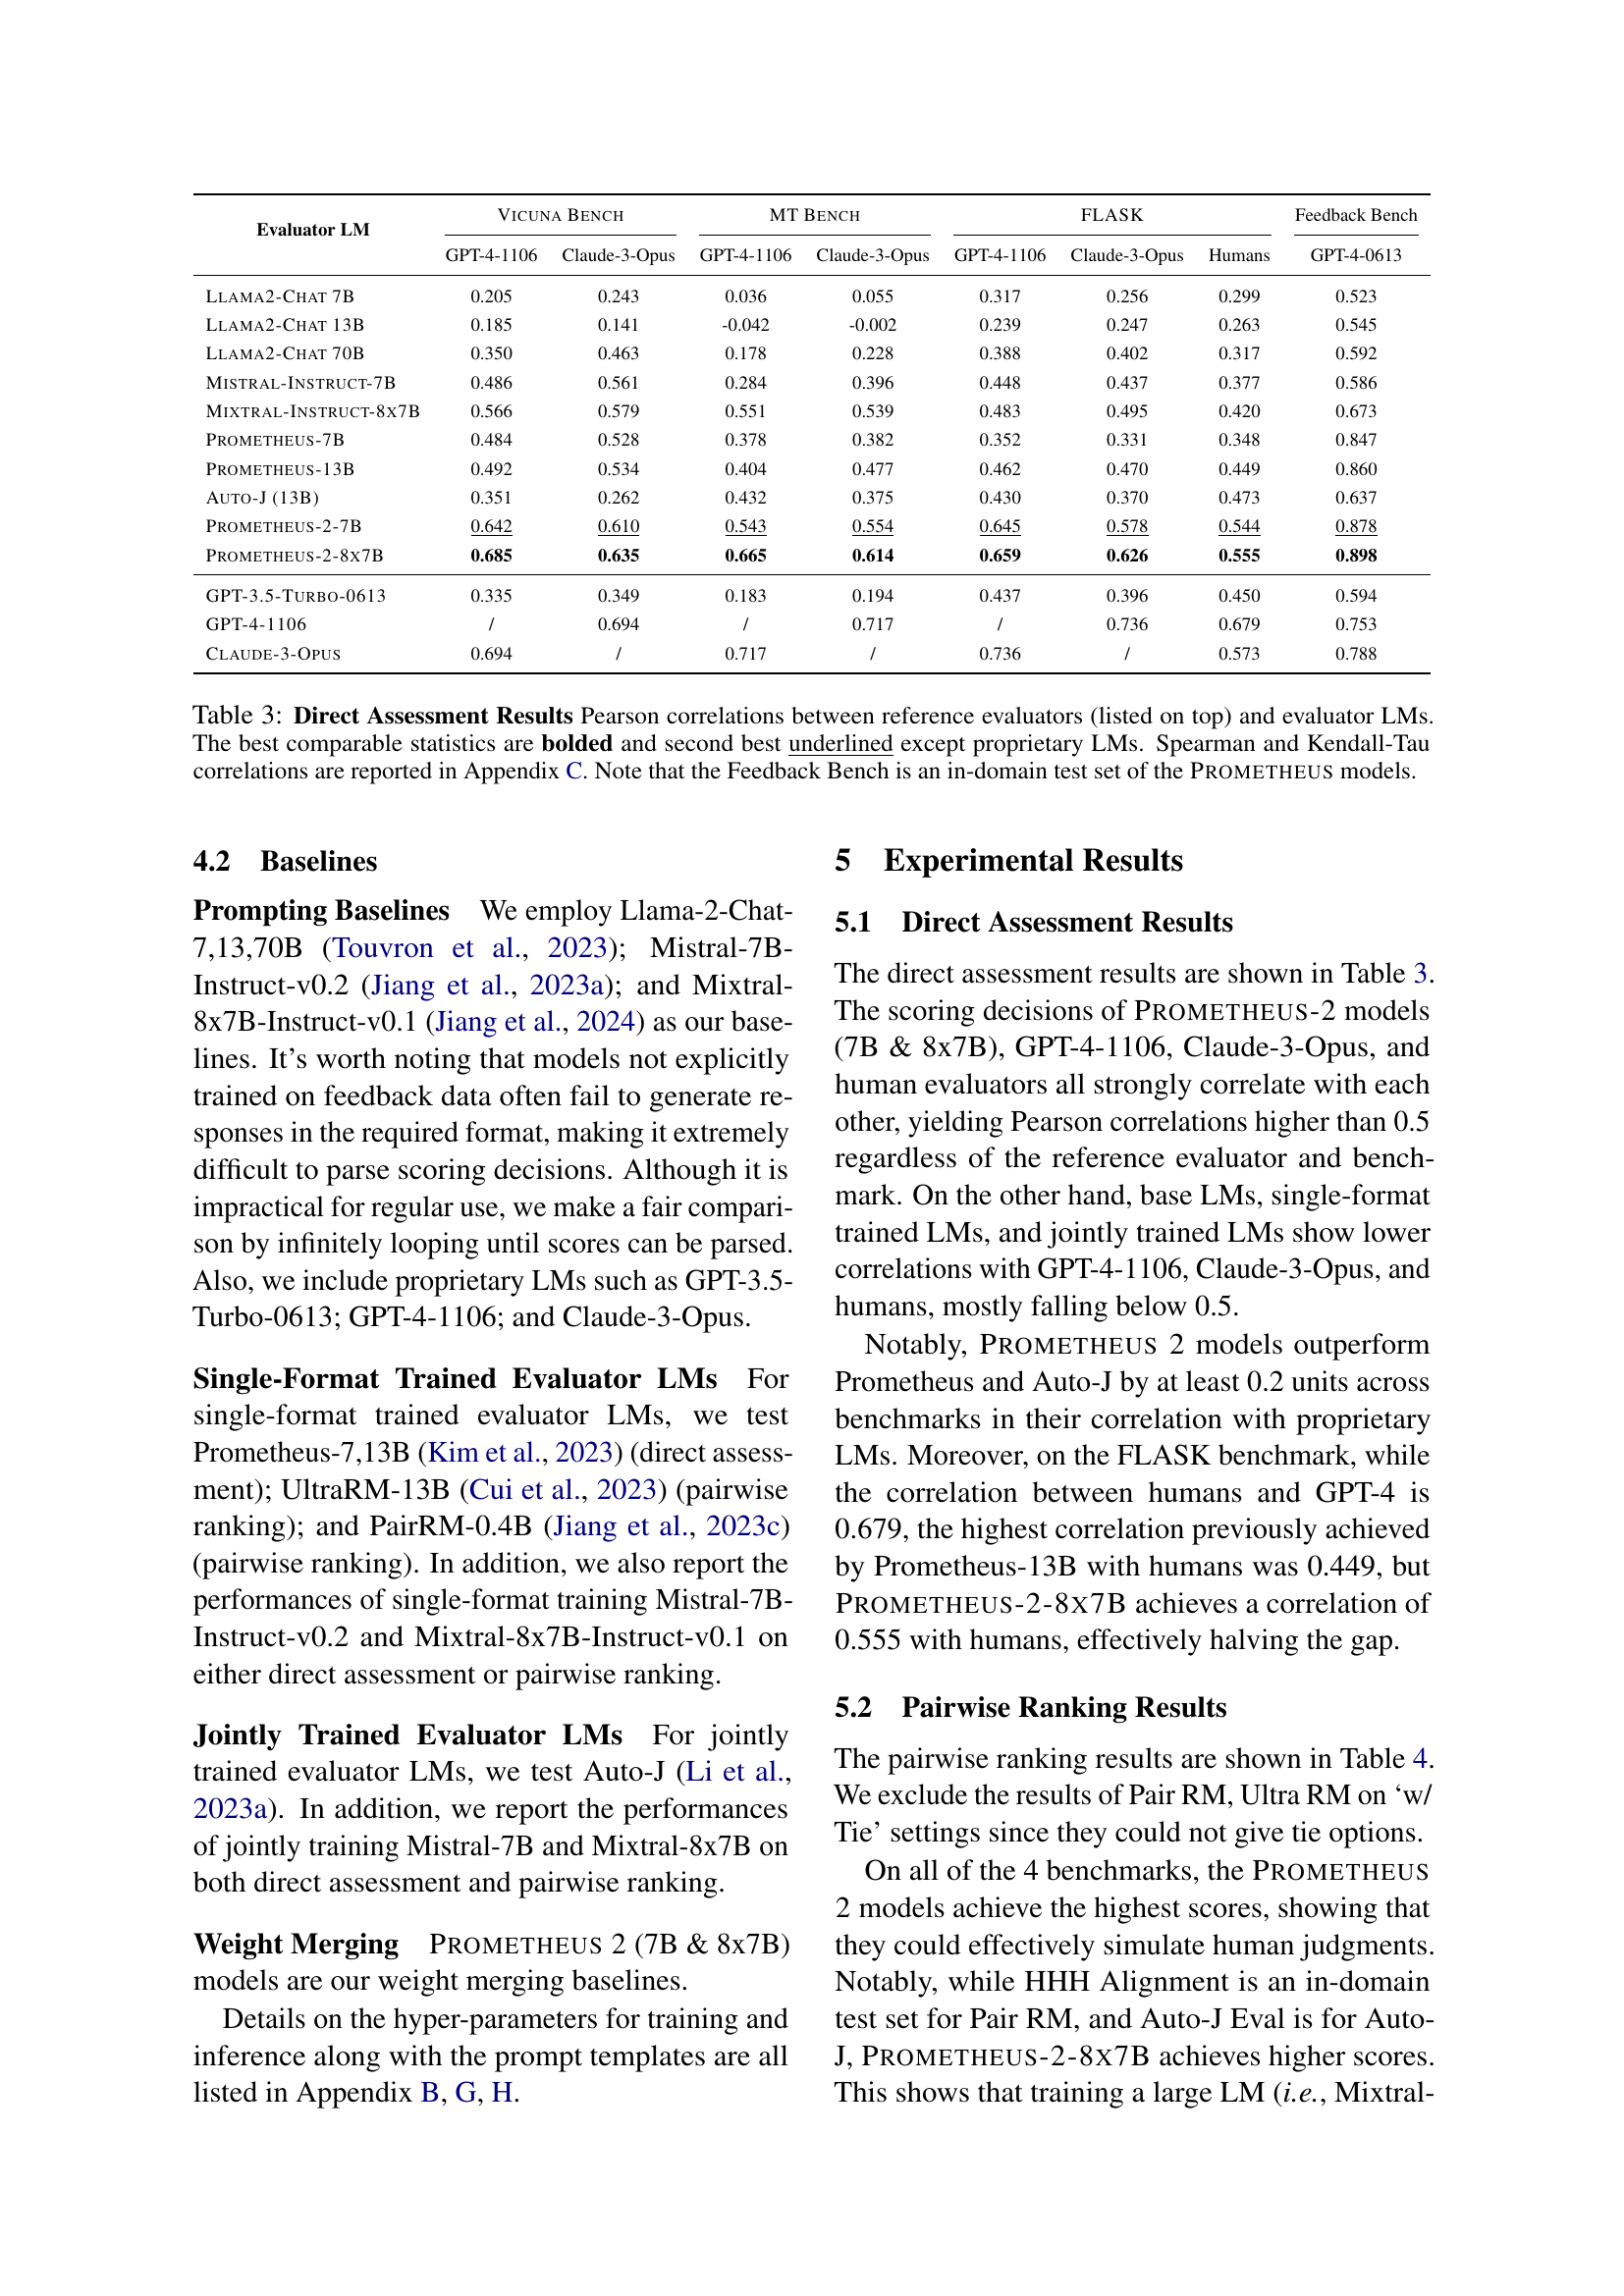 Evaluator LM VICUNA BENCH MT BENCH FLASK Feedback Bench
GPT-4-1106 Claude-3-Opus GPT-4-1106 Claude-3-Opus GPT-4-1106 Claude-3-Opus Humans GPT-4-0613
LLAMA2-CHAT 7B 0.205 0.243 0.036 0.055 0.317 0.256 0.299 0.523
LLAMA2-CHAT 13B 0.185 0.141 -0.042 -0.002 0.239 0.247 0.263 0.545
LLAMA2-CHAT 70B 0.350 0.463 0.178 0.228 0.388 0.402 0.317 0.592
MISTRAL-INSTRUCT-7B 0.486 0.561 0.284 0.396 0.448 0.437 0.377 0.586
MIXTRAL-INSTRUCT-8X7B 0.566 0.579 0.551 0.539 0.483 0.495 0.420 0.673
PROMETHEUS-7B 0.484 0.528 0.378 0.382 0.352 0.331 0.348 0.847
PROMETHEUS-13B 0.492 0.534 0.404 0.477 0.462 0.470 0.449 0.860
AUTO-J (13B) 0.351 0.262 0.432 0.375 0.430 0.370 0.473 0.637
PROMETHEUS-2-7B 0.642 0.610 0.543 0.554 0.645 0.578 0.544 0.878
PROMETHEUS-2-8X7B 0.685 0.635 0.665 0.614 0.659 0.626 0.555 0.898
GPT-3.5-TURBO-0613 0.335 0.349 0.183 0.194 0.437 0.396 0.450 0.594
GPT-4-1106 / 0.694 / 0.717 / 0.736 0.679 0.753
CLAUDE-3-OPUS 0.694 / 0.717 / 0.736 / 0.573 0.788
Table 3: Direct Assessment Results Pearson correlations between reference evaluators (listed on top) and evaluator LMs.
The best comparable statistics are bolded and second best underlined except proprietary LMs. Spearman and Kendall-Tau
correlations are reported in Appendix C. Note that the Feedback Bench is an in-domain test set of the PROMETHEUS models.
4.2 Baselines
Prompting Baselines We employ Llama-2-Chat-
7,13,70B (Touvron et al., 2023); Mistral-7B-
Instruct-v0.2 (Jiang et al., 2023a); and Mixtral-
8x7B-Instruct-v0.1 (Jiang et al., 2024) as our base-
lines. It's worth noting that models not explicitly
trained on feedback data often fail to generate re-
sponses in the required format, making it extremely
difficult to parse scoring decisions. Although it is
impractical for regular use, we make a fair compari-
son by infinitely looping until scores can be parsed.
Also, we include proprietary LMs such as GPT-3.5-
Turbo-0613; GPT-4-1106; and Claude-3-Opus.
Single-Format Trained Evaluator LMs For
single-format trained evaluator LMs, we test
Prometheus-7,13B (Kim et al., 2023) (direct assess-
ment); UltraRM-13B (Cui et al., 2023) (pairwise
ranking); and PairRM-0.4B (Jiang et al., 2023c)
(pairwise ranking). In addition, we also report the
performances of single-format training Mistral-7B-
Instruct-v0.2 and Mixtral-8x7B-Instruct-v0.1 on
either direct assessment or pairwise ranking.
Jointly Trained Evaluator LMs For jointly
trained evaluator LMs, we test Auto-J (Li et al.,
2023a). In addition, we report the performances
of jointly training Mistral-7B and Mixtral-8x7B on
both direct assessment and pairwise ranking.
Weight Merging PROMETHEUS 2 (7B & 8x7B)
models are our weight merging baselines.
Details on the hyper-parameters for training and
inference along with the prompt templates are all
listed in Appendix B, G, H.
5 Experimental Results
5.1 Direct Assessment Results
The direct assessment results are shown in Table 3.
The scoring decisions of PROMETHEUS-2 models
(7B & 8x7B), GPT-4-1106, Claude-3-Opus, and
human evaluators all strongly correlate with each
other, yielding Pearson correlations higher than 0.5
regardless of the reference evaluator and bench-
mark. On the other hand, base LMs, single-format
trained LMs, and jointly trained LMs show lower
correlations with GPT-4-1106, Claude-3-Opus, and
humans, mostly falling below 0.5.
Notably, PROMETHEUS 2 models outperform
Prometheus and Auto-J by at least 0.2 units across
benchmarks in their correlation with proprietary
LMs. Moreover, on the FLASK benchmark, while
the correlation between humans and GPT-4 is
0.679, the highest correlation previously achieved
by Prometheus-13B with humans was 0.449, but
PROMETHEUS-2-8X7B achieves a correlation of
0.555 with humans, effectively halving the gap.
5.2 Pairwise Ranking Results
The pairwise ranking results are shown in Table 4.
We exclude the results of Pair RM, Ultra RM on ‘w/
Tie’ settings since they could not give tie options.
On all of the 4 benchmarks, the PROMETHEUS
2 models achieve the highest scores, showing that
they could effectively simulate human judgments.
Notably, while HHH Alignment is an in-domain
test set for Pair RM, and Auto-J Eval is for Auto-
J, PROMETHEUS-2-8X7B achieves higher scores.
This shows that training a large LM (i.e., Mixtral-